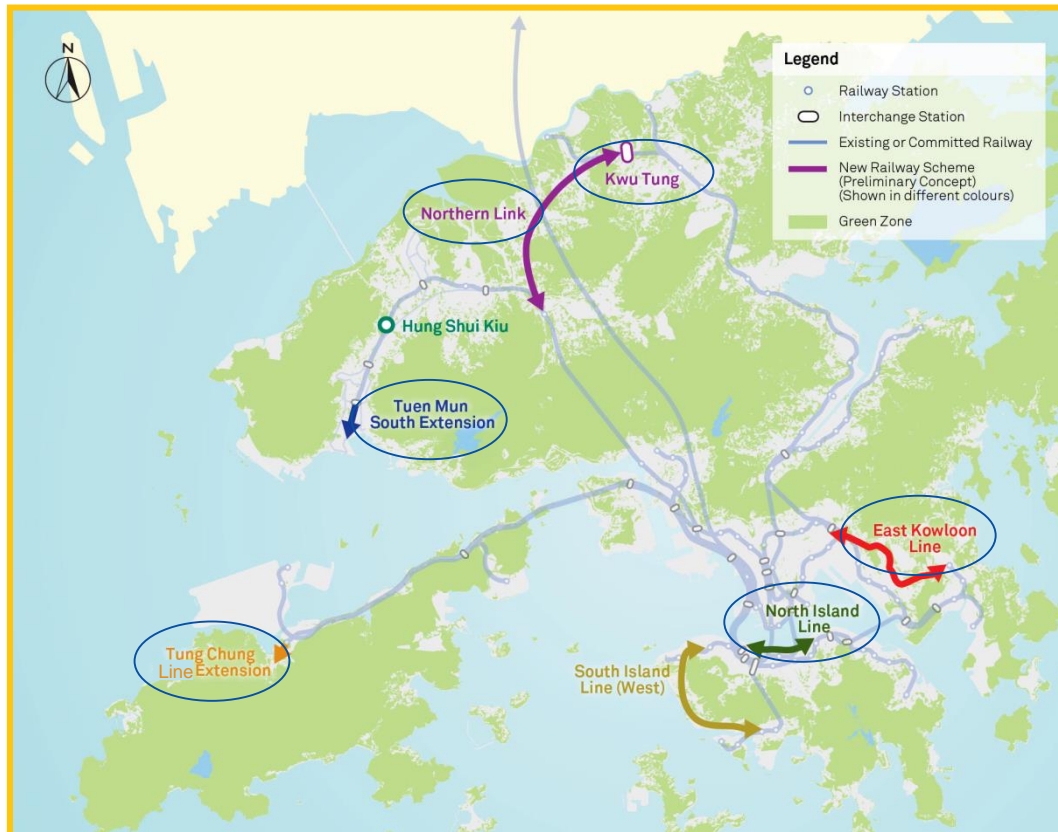 N
Legend
Railway Station
Interchange Station
Existing or Committed Railway
New Railway Scheme
(Preliminary Concept)
(Shown in different colours)
Green Zone
Kwu Tung
Northern Link
Hung Shui Kiu
Tuen Mun
South Extension
East Kowloon
Line
North Island
Line
Tung Chung
Line Extension
South Island
Line (West)